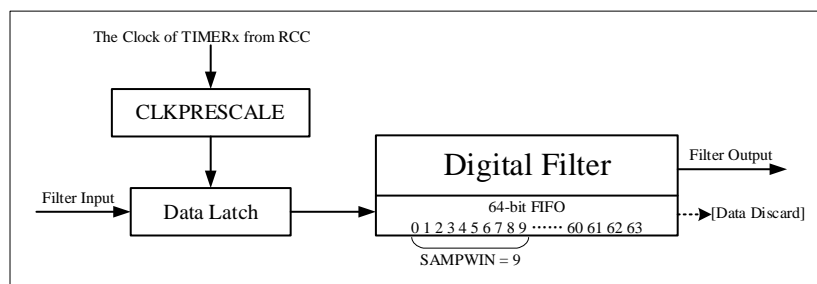 The Clock of TIMERx from RCC
CLKPRESCALE
Digital Filter
Filter Output
Filter Input
Data Latch
64-bit FIFO
0 1 2 3 4 5 6 7 8 9 ...... 60 61 62 63
[Data Discard]
SAMPWIN = 9